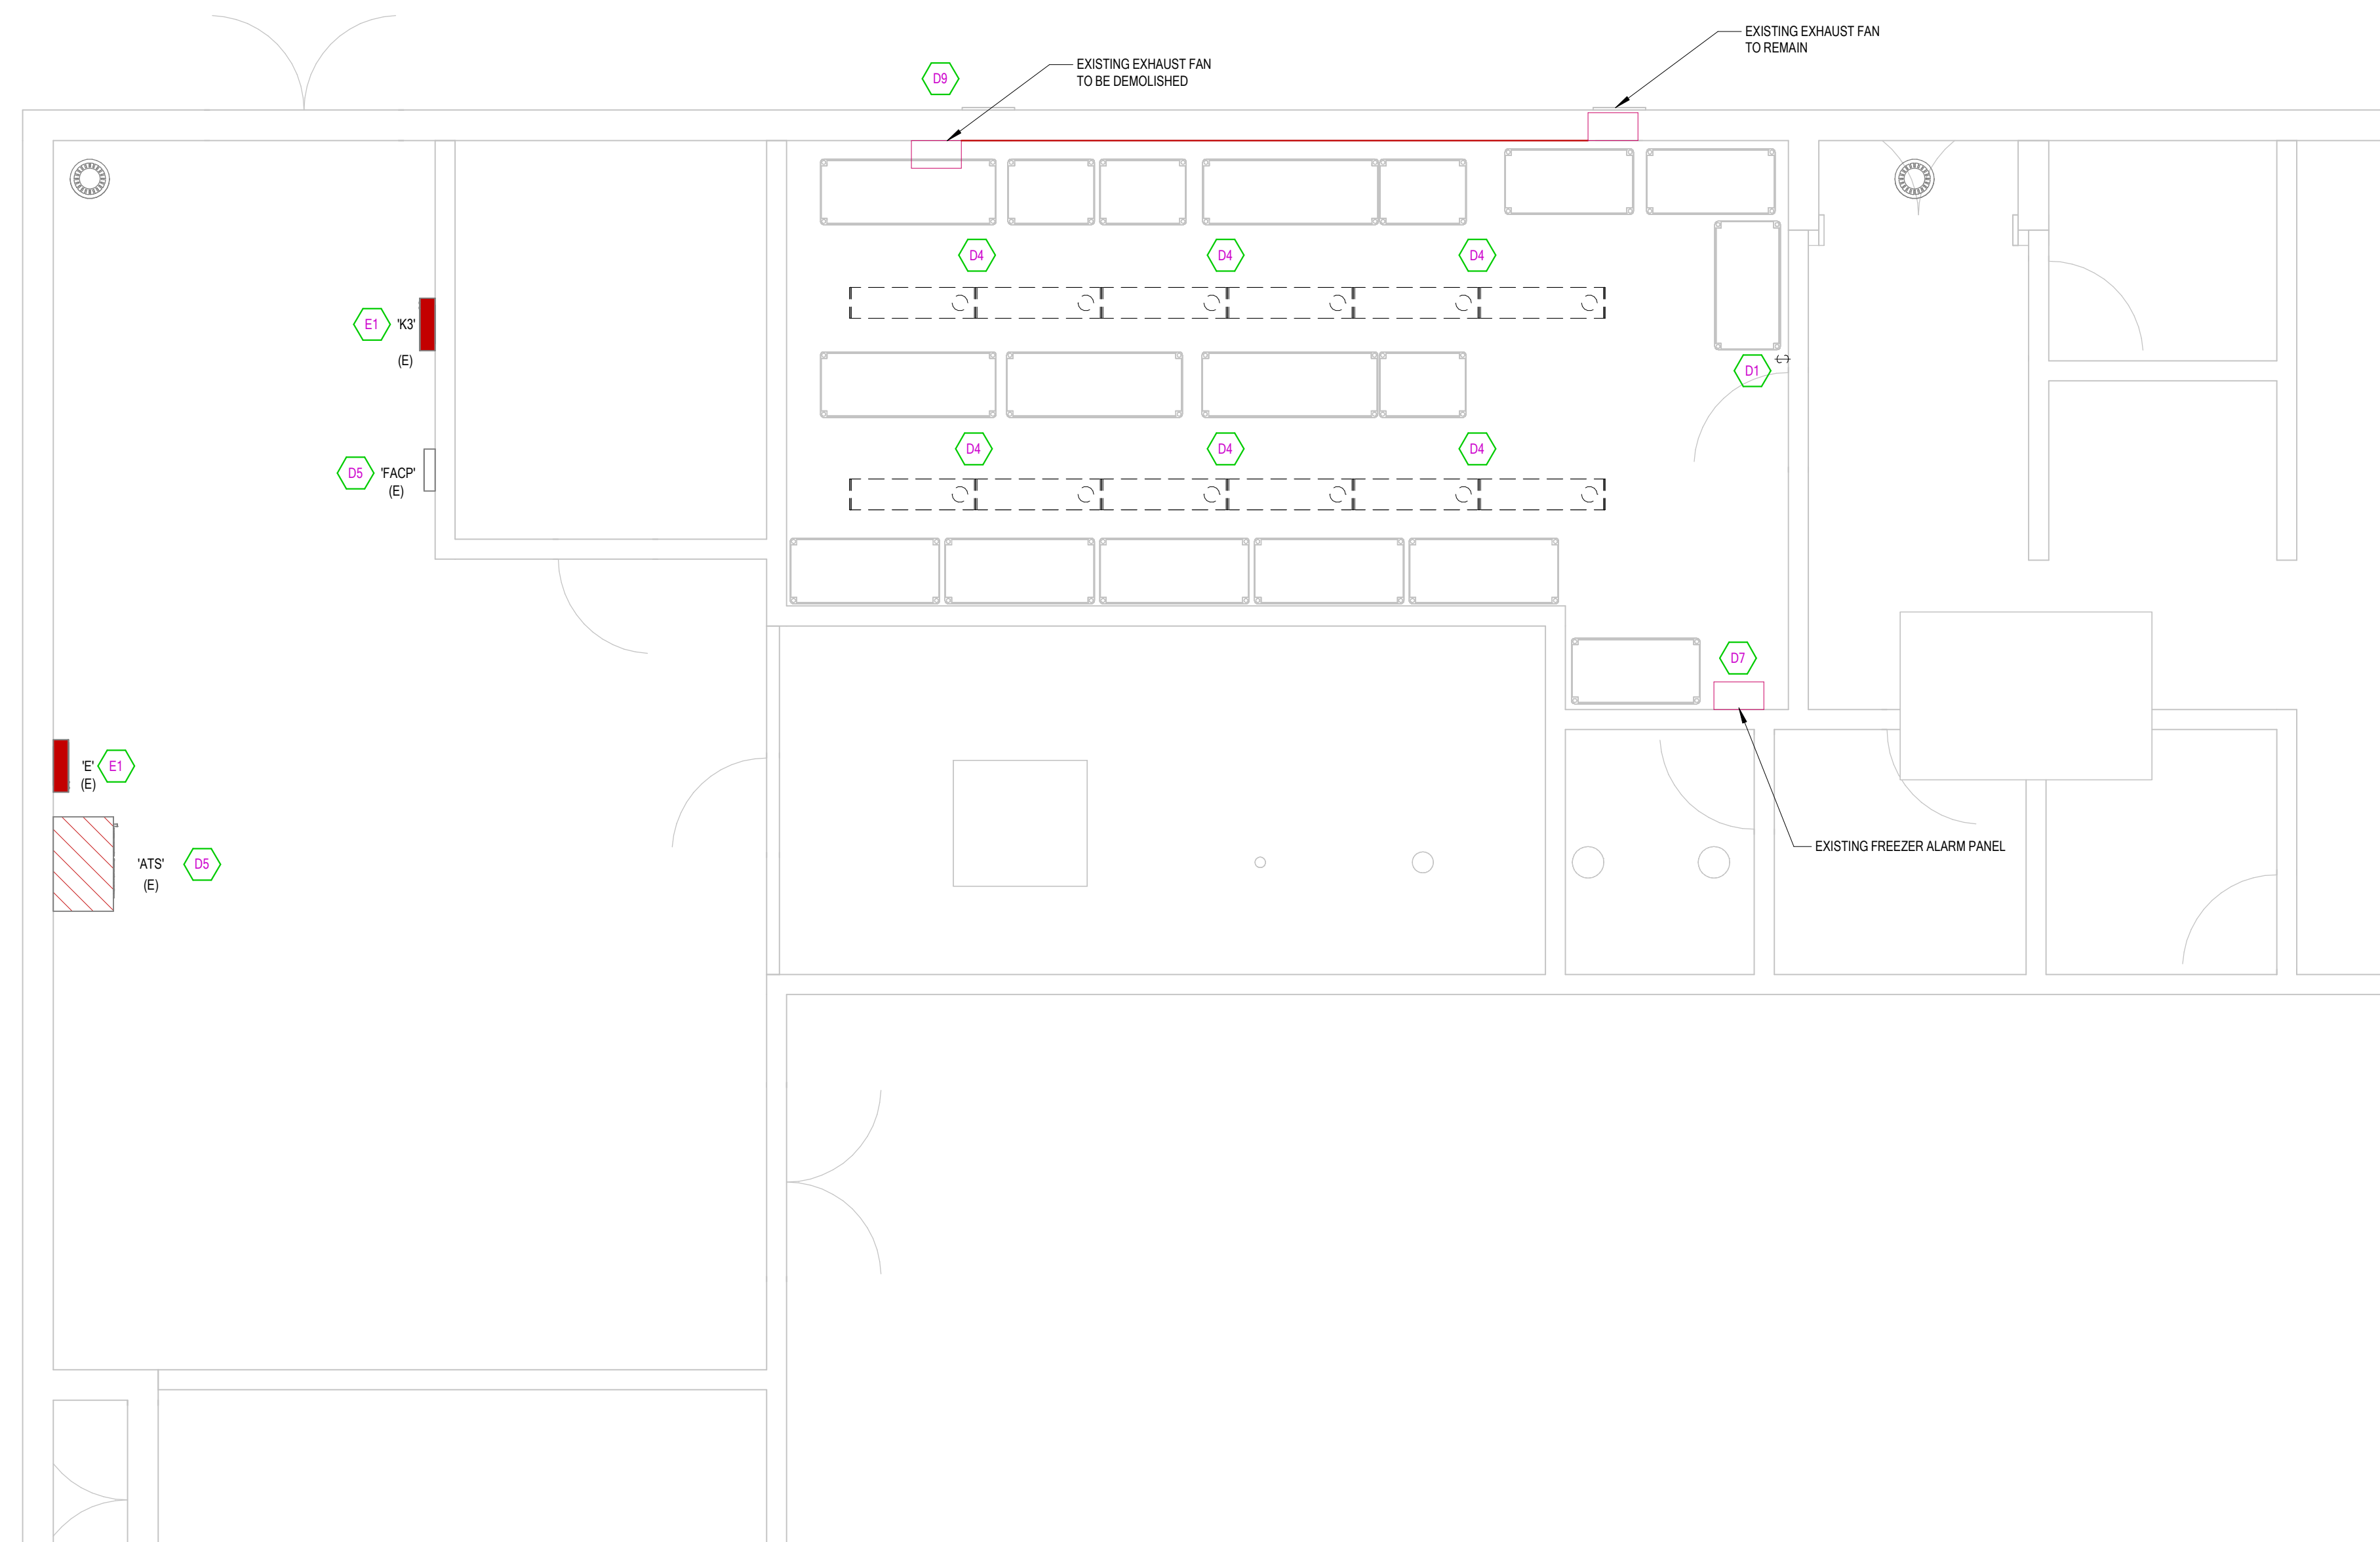 EXISTING EXHAUST FAN
TO REMAIN
EXISTING EXHAUST FAN
TO BE DEMOLISHED
D9
D4
D4
D4
E1
'K3'
(E)
D1
D4
D4
D4
D5
'FACP'
(E)
D7
'E'
E1
(E)
EXISTING FREEZER ALARM PANEL
'ATS'
D5
(E)